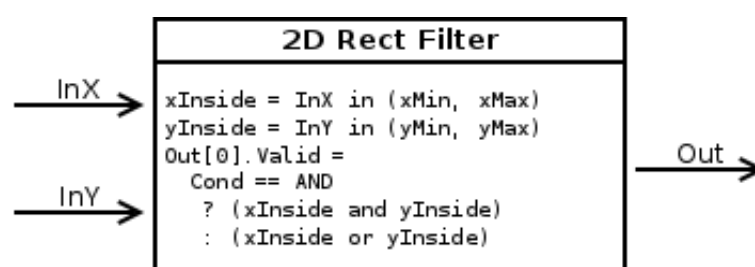 2D Rect Filter
InX
xInside = InX in (xMin, xMax)
yInside = InY in (yMin, yMax)
Out[0].Valid =
Cond == AND
? (xInside and yInside)
: (xInside or yInside)
InY
Out